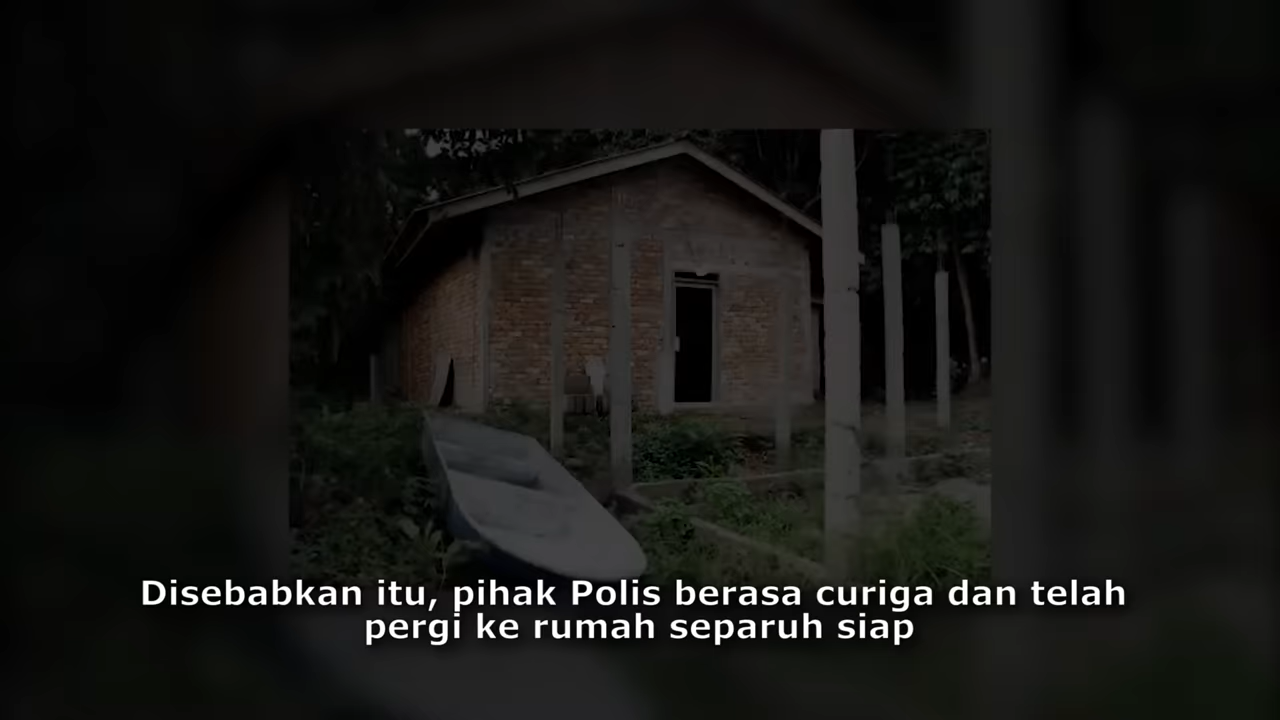 Disebabkan itu, pihak Polis berasa curiga dan telah
pergi ke rumah separuh siap